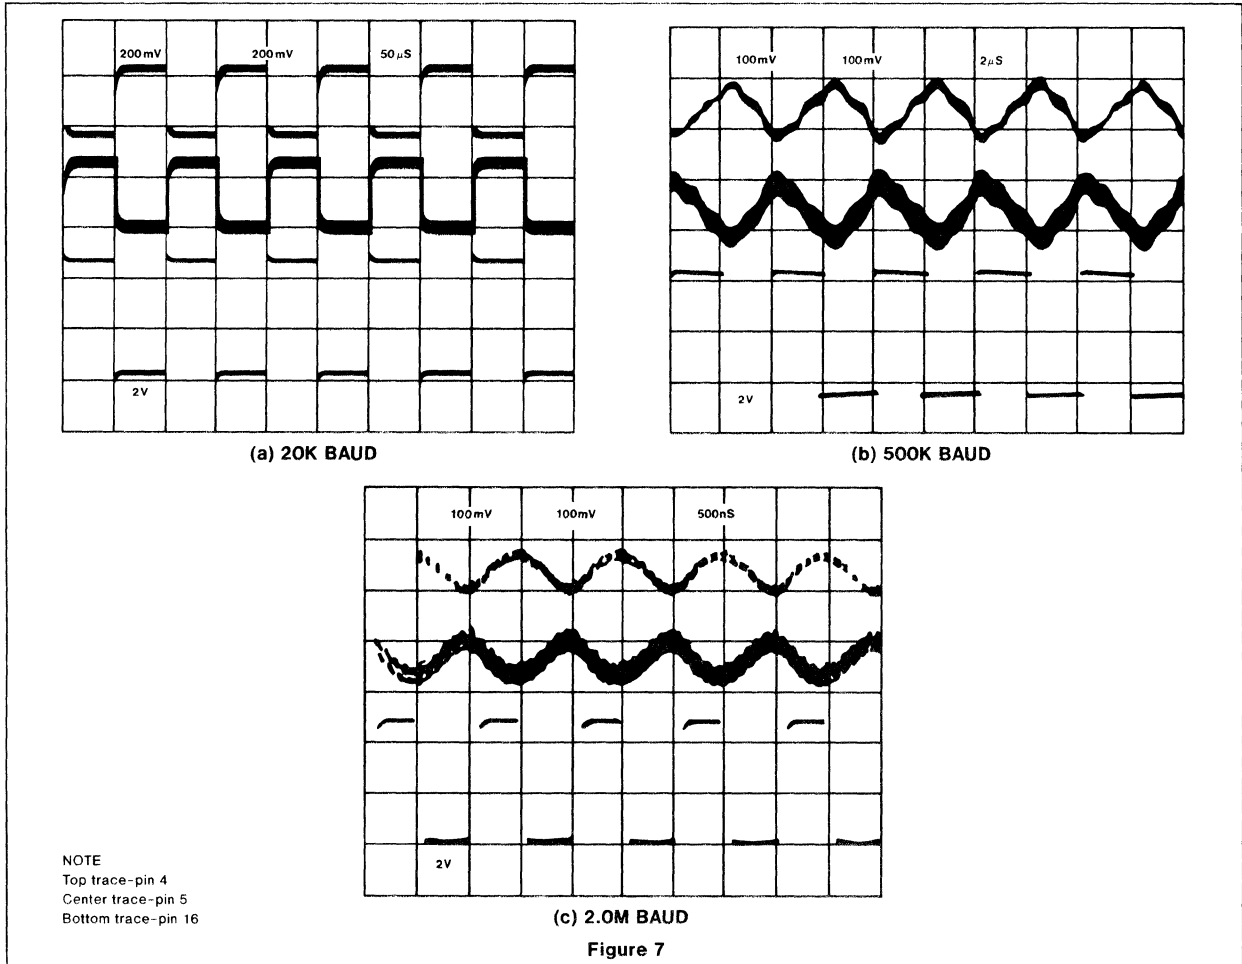 200mV 200mV 50μS
2V
(a) 20K BAUD
100mV 100mV 2μS
2V
(b) 500K BAUD
100mV 100mV 500nS
2V
(c) 2.0M BAUD
NOTE
Top trace-pin 4
Center trace-pin 5
Bottom trace-pin 16
Figure 7